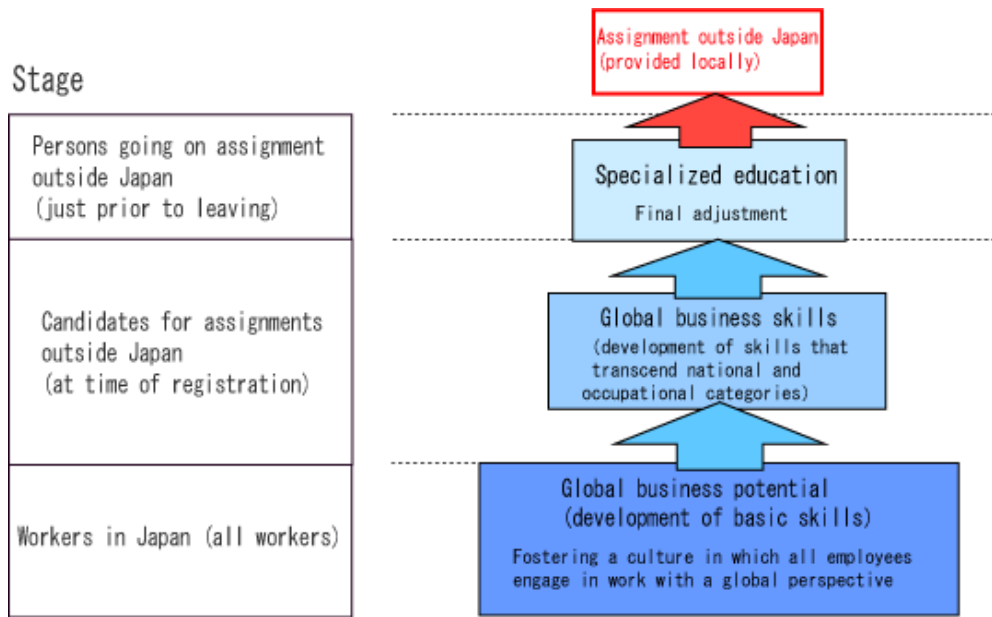 Assignment outside Japan
(provided locally)
Stage
Persons going on assignment
outside Japan
(just prior to leaving)
Specialized education
Final adjustment
Candidates for assignments
outside Japan
(at time of registration)
Global business skills
(development of skills that
transcend national and
occupational categories)
Workers in Japan (all workers)
Global business potential
(development of basic skills)
Fostering a culture in which all employees
engage in work with a global perspective